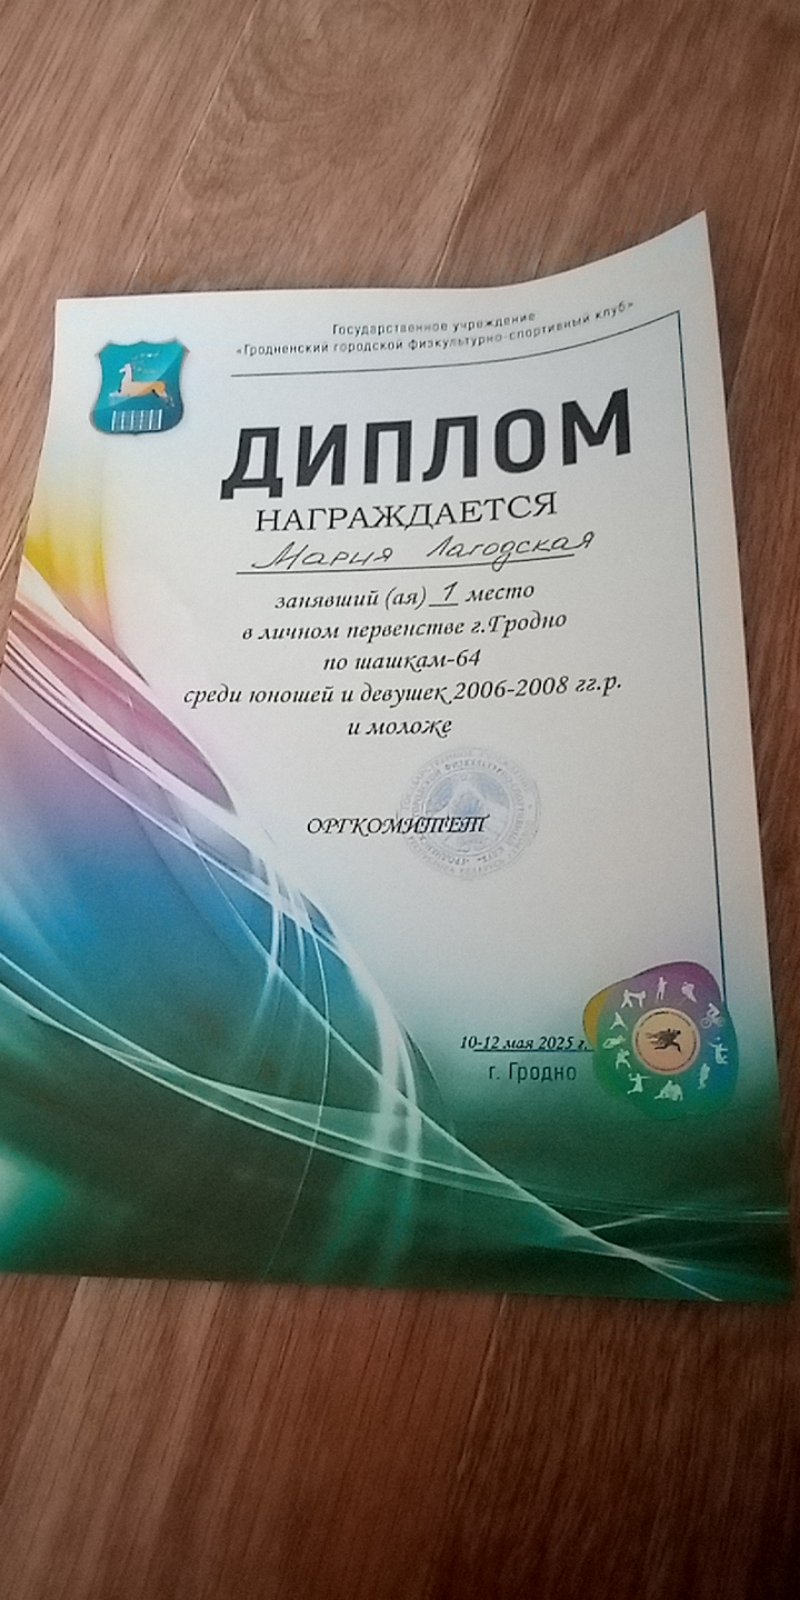 Государственное учреждение
«Гродненский городской физкультурно-спортивный клуб»
ДИПЛОМ
НАГРАЖДАЕТСЯ
Мария Лагодская
занявший (ая) 1 место
в личном первенстве г.Гродно
по шашкам-64
среди юношей и девушек 2006-2008 гг.р.
и моложе
ОРГКОМИТЕТ
10-12 мая 2025 г.
г. Гродно